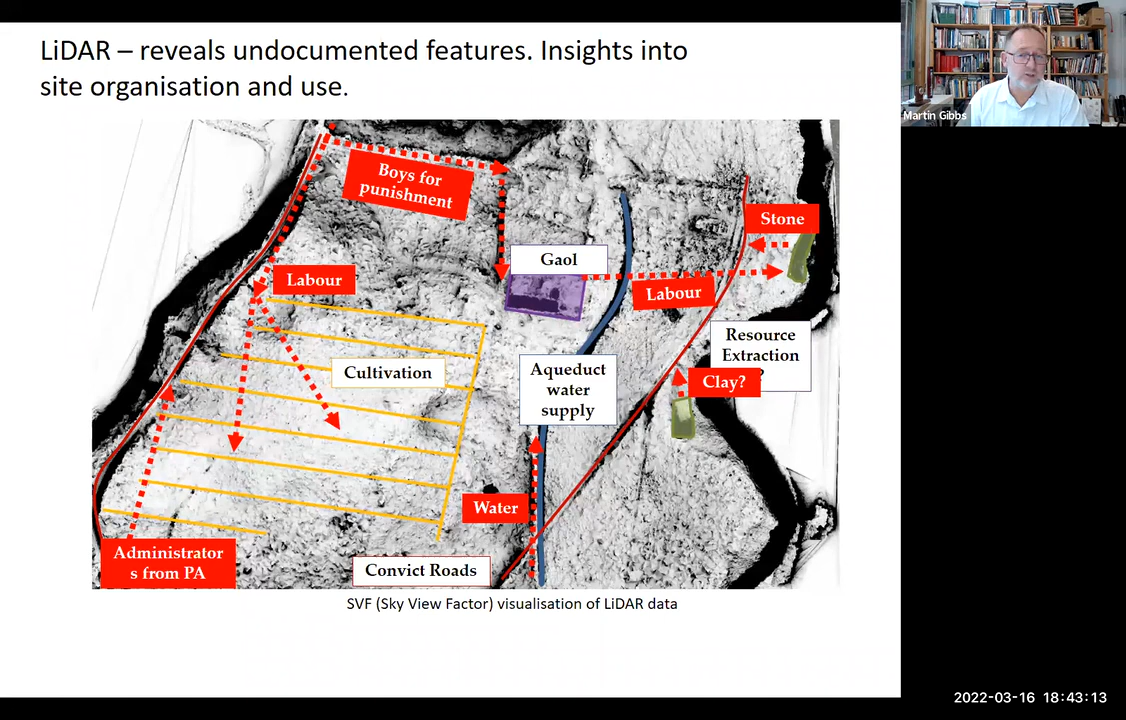 LiDAR – reveals undocumented features. Insights into
site organisation and use.
Martin Gibbs
Boys for
punishment
Stone
Gaol
Labour
Labour
Resource
Extraction
?
Cultivation
Aqueduct
water
supply
Clay?
Water
Administrator
s from PA
Convict Roads
SVF (Sky View Factor) visualisation of LiDAR data
2022-03-16 18:43:13